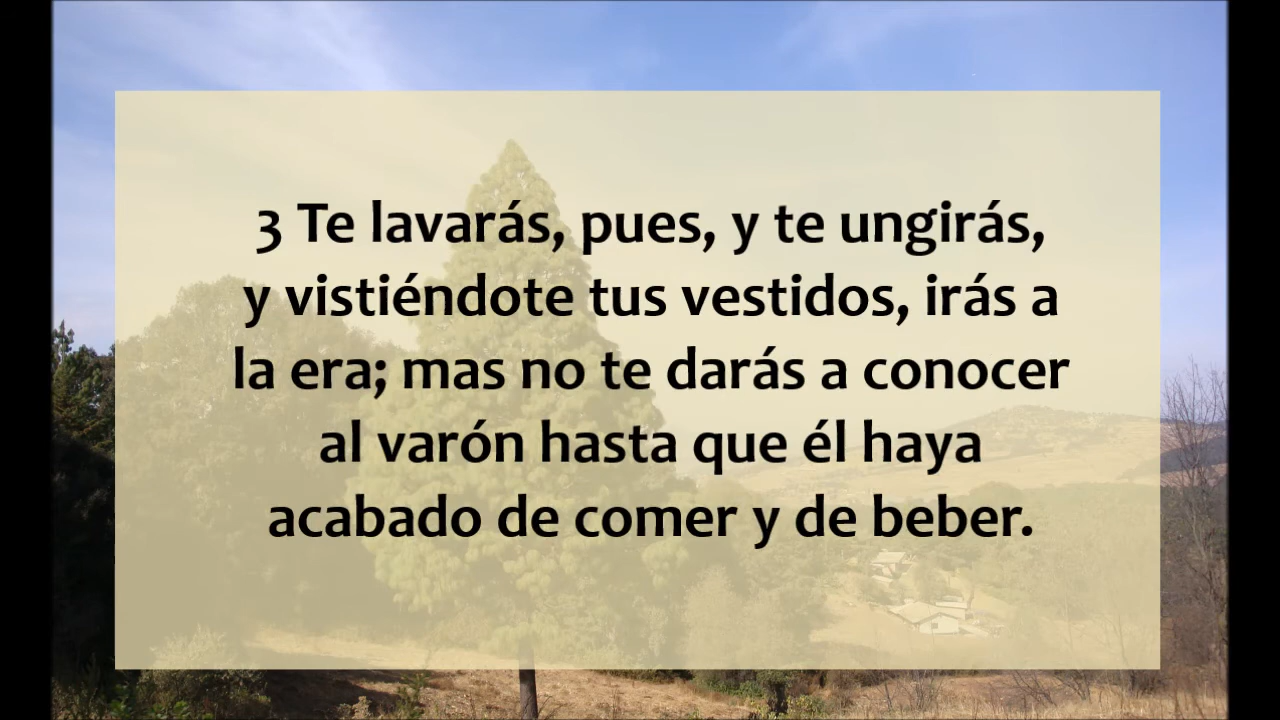 3 Te lavarás, pues, y te ungirás,
y vistiéndote tus vestidos, irás a
la era; mas no te darás a conocer
al varón hasta que él haya
acabado de comer y de beber.